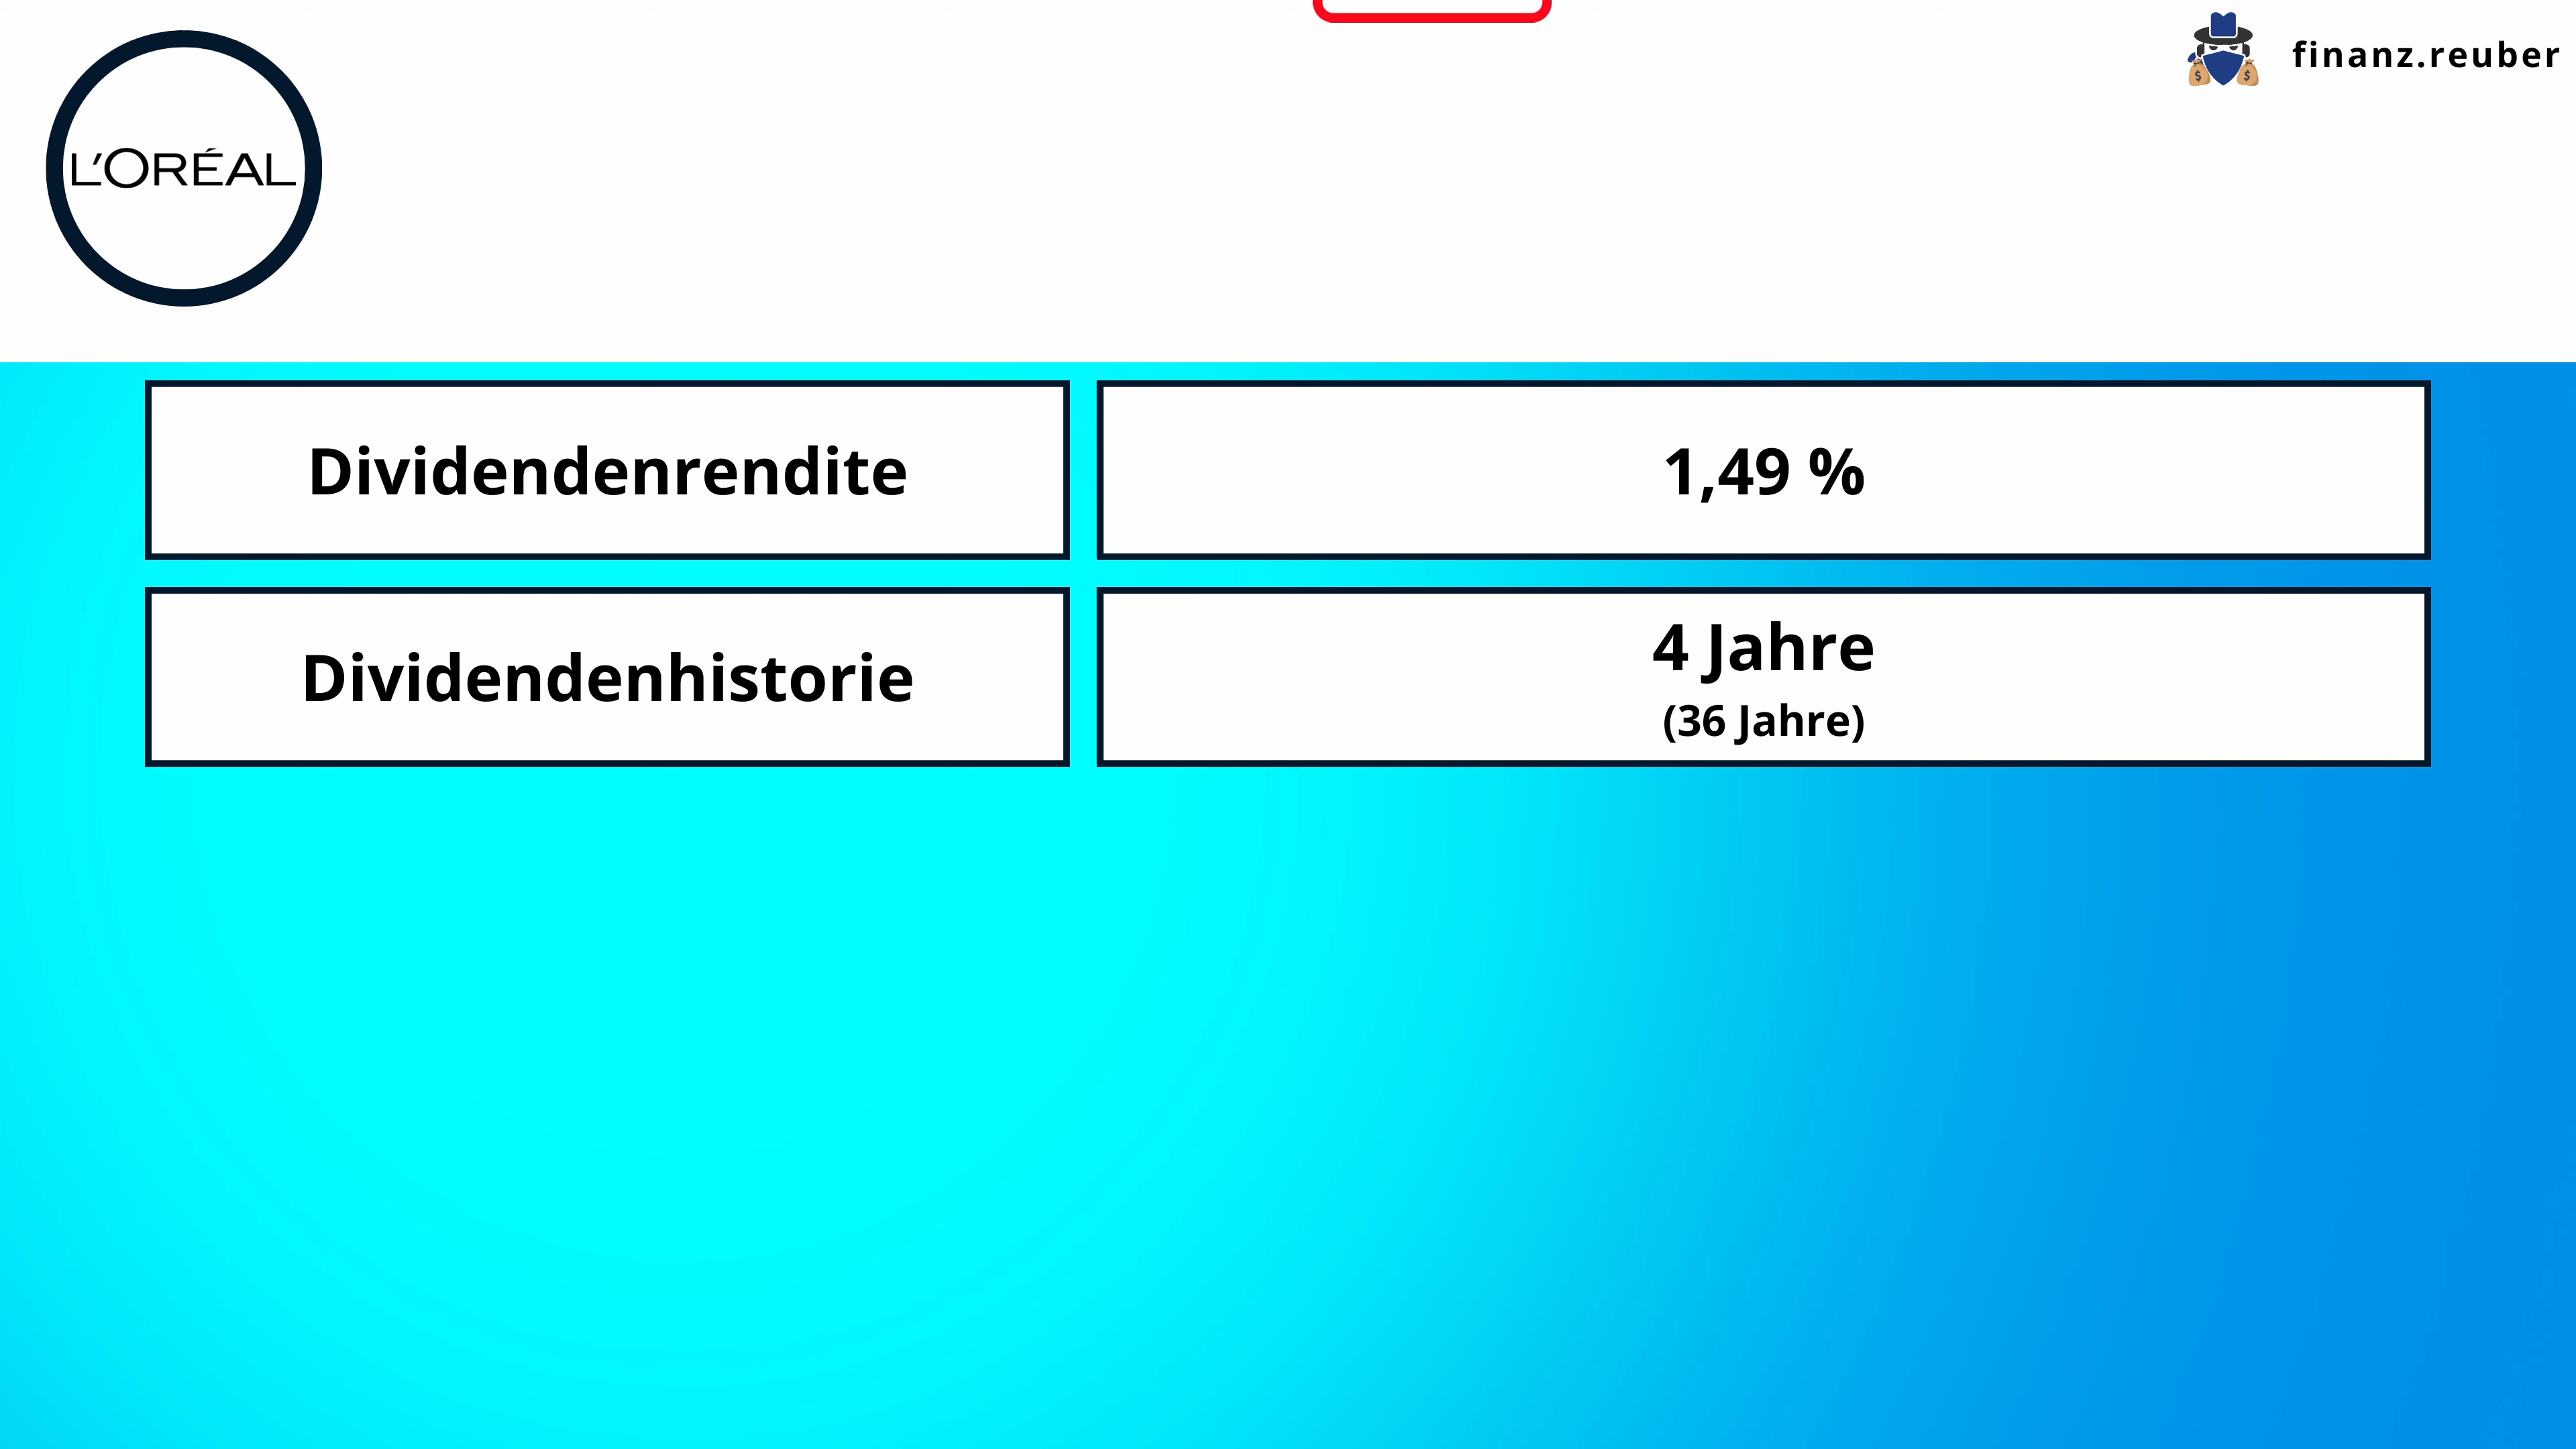 L'ORÉAL
finanz.reuber
Dividendenrendite
1,49 %
Dividendenhistorie
4 Jahre
(36 Jahre)